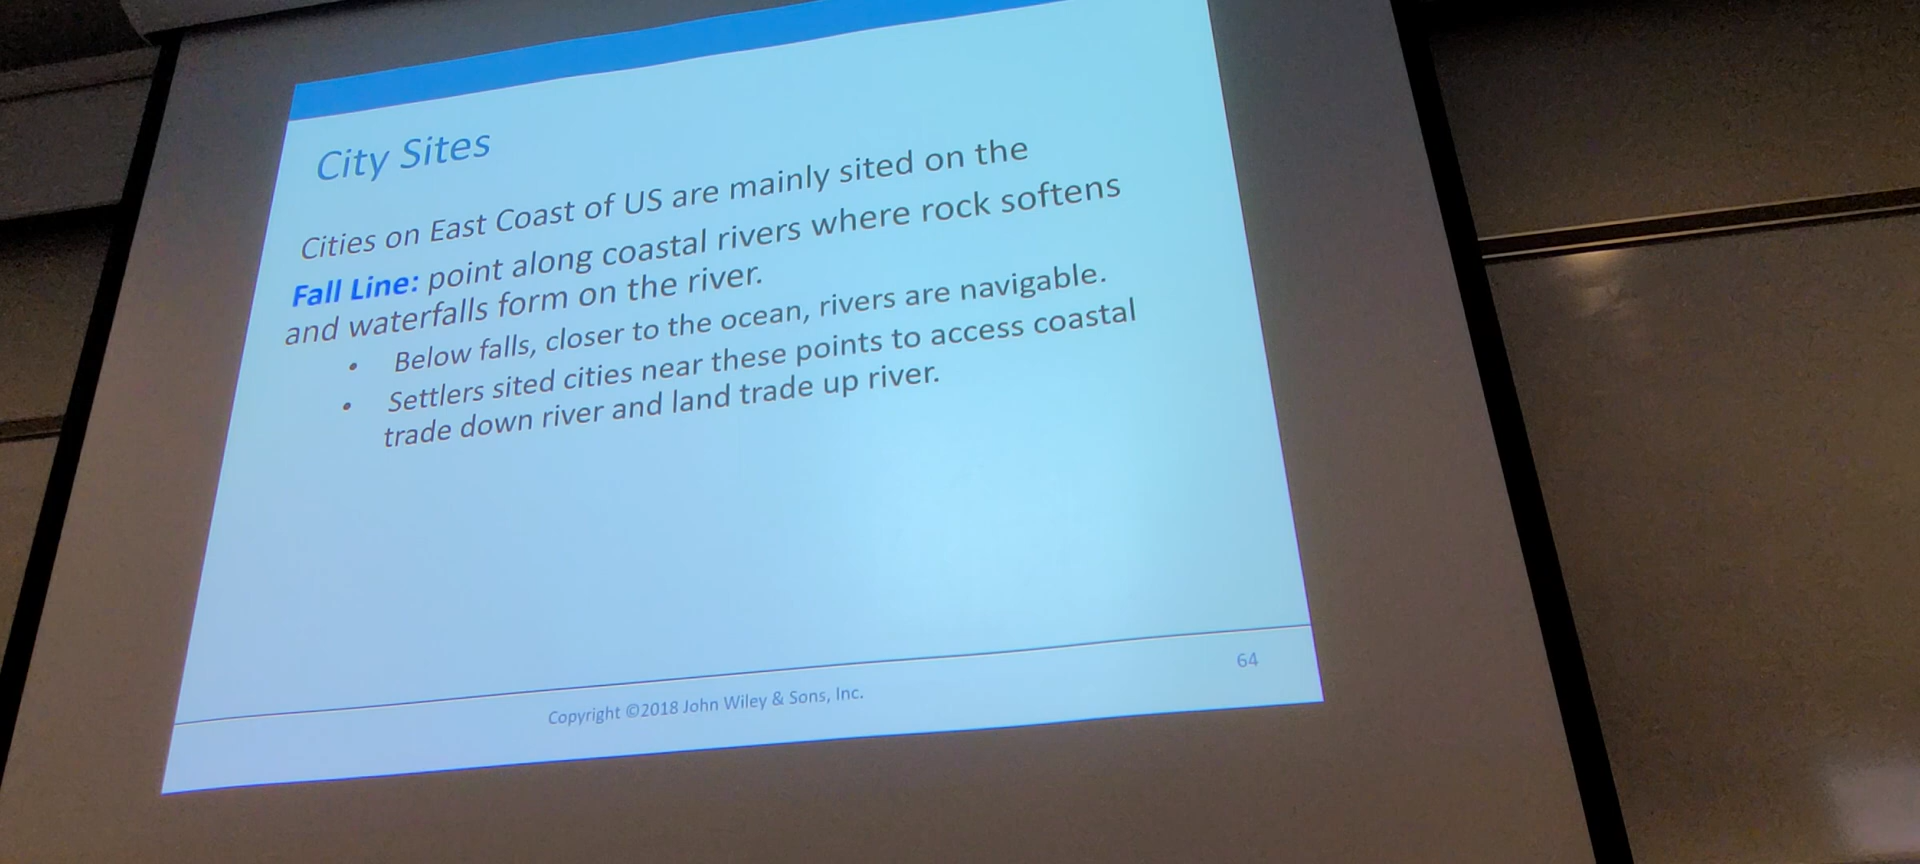 City Sites
Cities on East Coast of US are mainly sited on the
Fall Line: point along coastal rivers where rock softens
and waterfalls form on the river.
• Below falls, closer to the ocean, rivers are navigable.
• Settlers sited cities near these points to access coastal
trade down river and land trade up river.
Copyright ©2018 John Wiley & Sons, Inc.
64